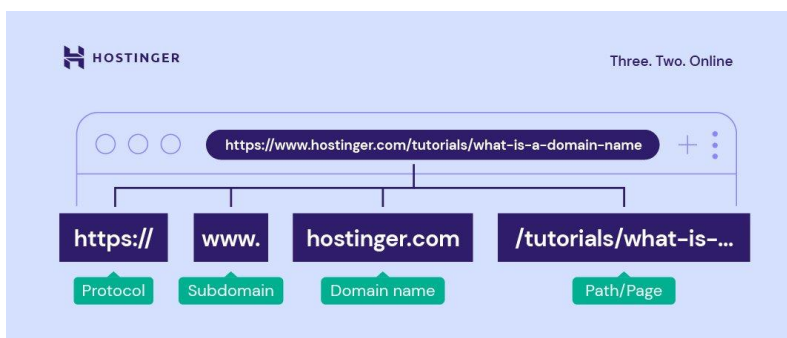 HOSTINGER
Three. Two. Online
https://www.hostinger.com/tutorials/what-is-a-domain-name
https:// www. hostinger.com /tutorials/what-is-...
Protocol Subdomain Domain name Path/Page